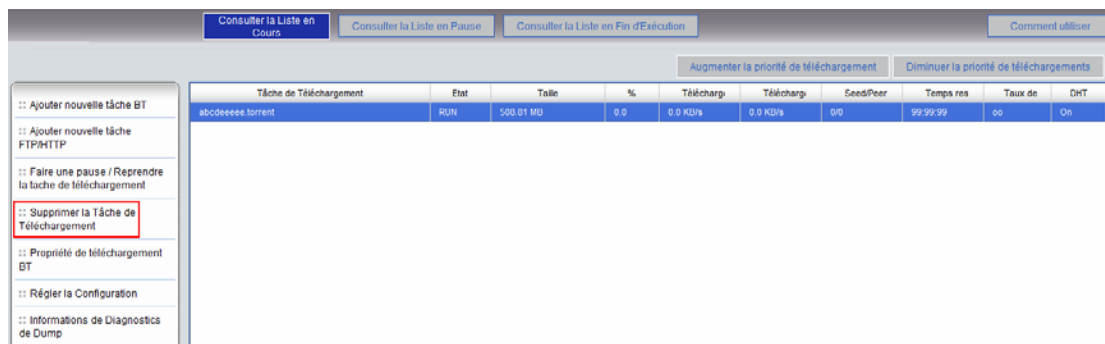 Consulter la Liste en
Cours
Consulter la Liste en Pause
Consulter la Liste en Fin d'Exécution
Comment utiliser
Augmenter la priorité de téléchargement
Diminuer la priorité de téléchargements
:: Ajouter nouvelle tâche BT
:: Ajouter nouvelle tâche
FTP/HTTP
:: Faire une pause / Reprendre
la tache de téléchargement
:: Supprimer la Tâche de
Téléchargement
:: Propriété de téléchargement
BT
:: Régler la Configuration
:: Informations de Diagnostics
de Dump
Tâche de Téléchargement Etat Taille % Téléchargı Téléchargı Seed/Peer Temps res Taux de DHT
abcdeeeee.torrent RUN 508.01 MB 0.0 0.0 KB/s 0.0 KB/s 0/0 99:99:99 oo On